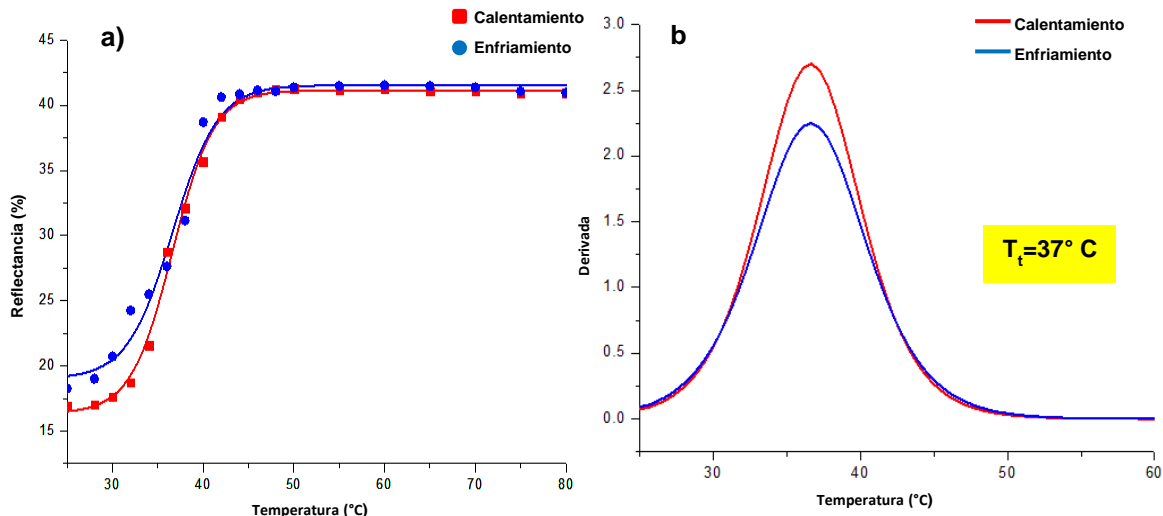 a)
Calentamiento
Enfriamiento
45
40
35
30
25
20
15
Reflectancia (%)
30
40
50
60
70
80
Temperatura (°C)
b
Calentamiento
Enfriamiento
3.0
2.5
2.0
1.5
1.0
0.5
0.0
Derivada
Tt=37° C
30
40
50
60
Temperatura (°C)